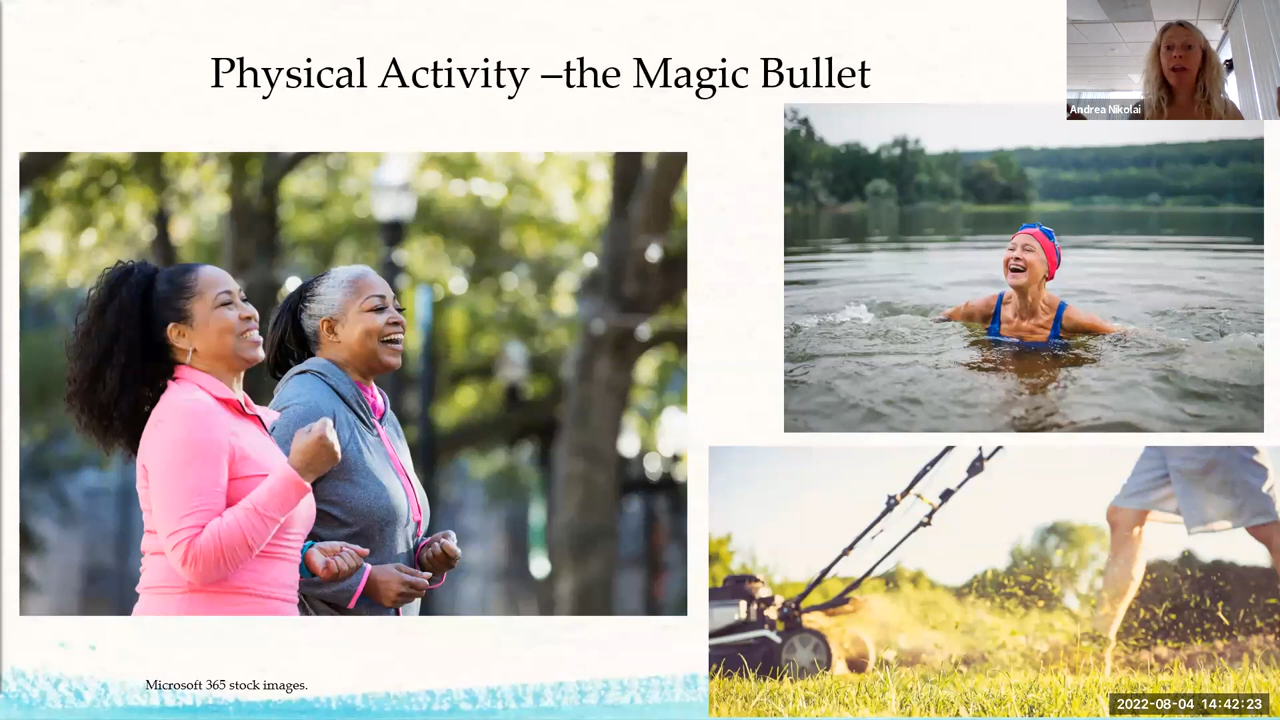 Physical Activity –the Magic Bullet
Andrea Nikolai
Microsoft 365 stock images.
2022-08-04 14:42:23